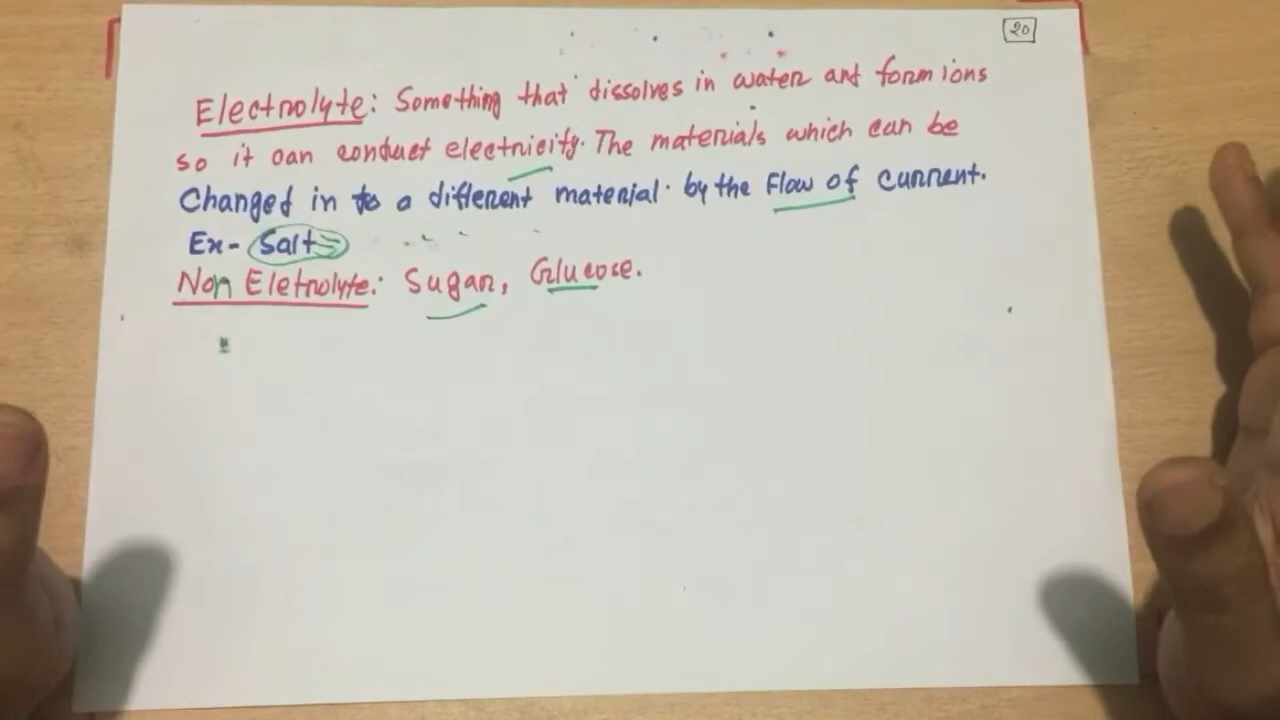 20
Electrolyte: Something that dissolves in water and form ions
so it can conduct electricity. The materials which can be
Changed in to a different material by the Flow of current.
Ex- Salt
Non Eletrolyte: Sugar, Glucose.